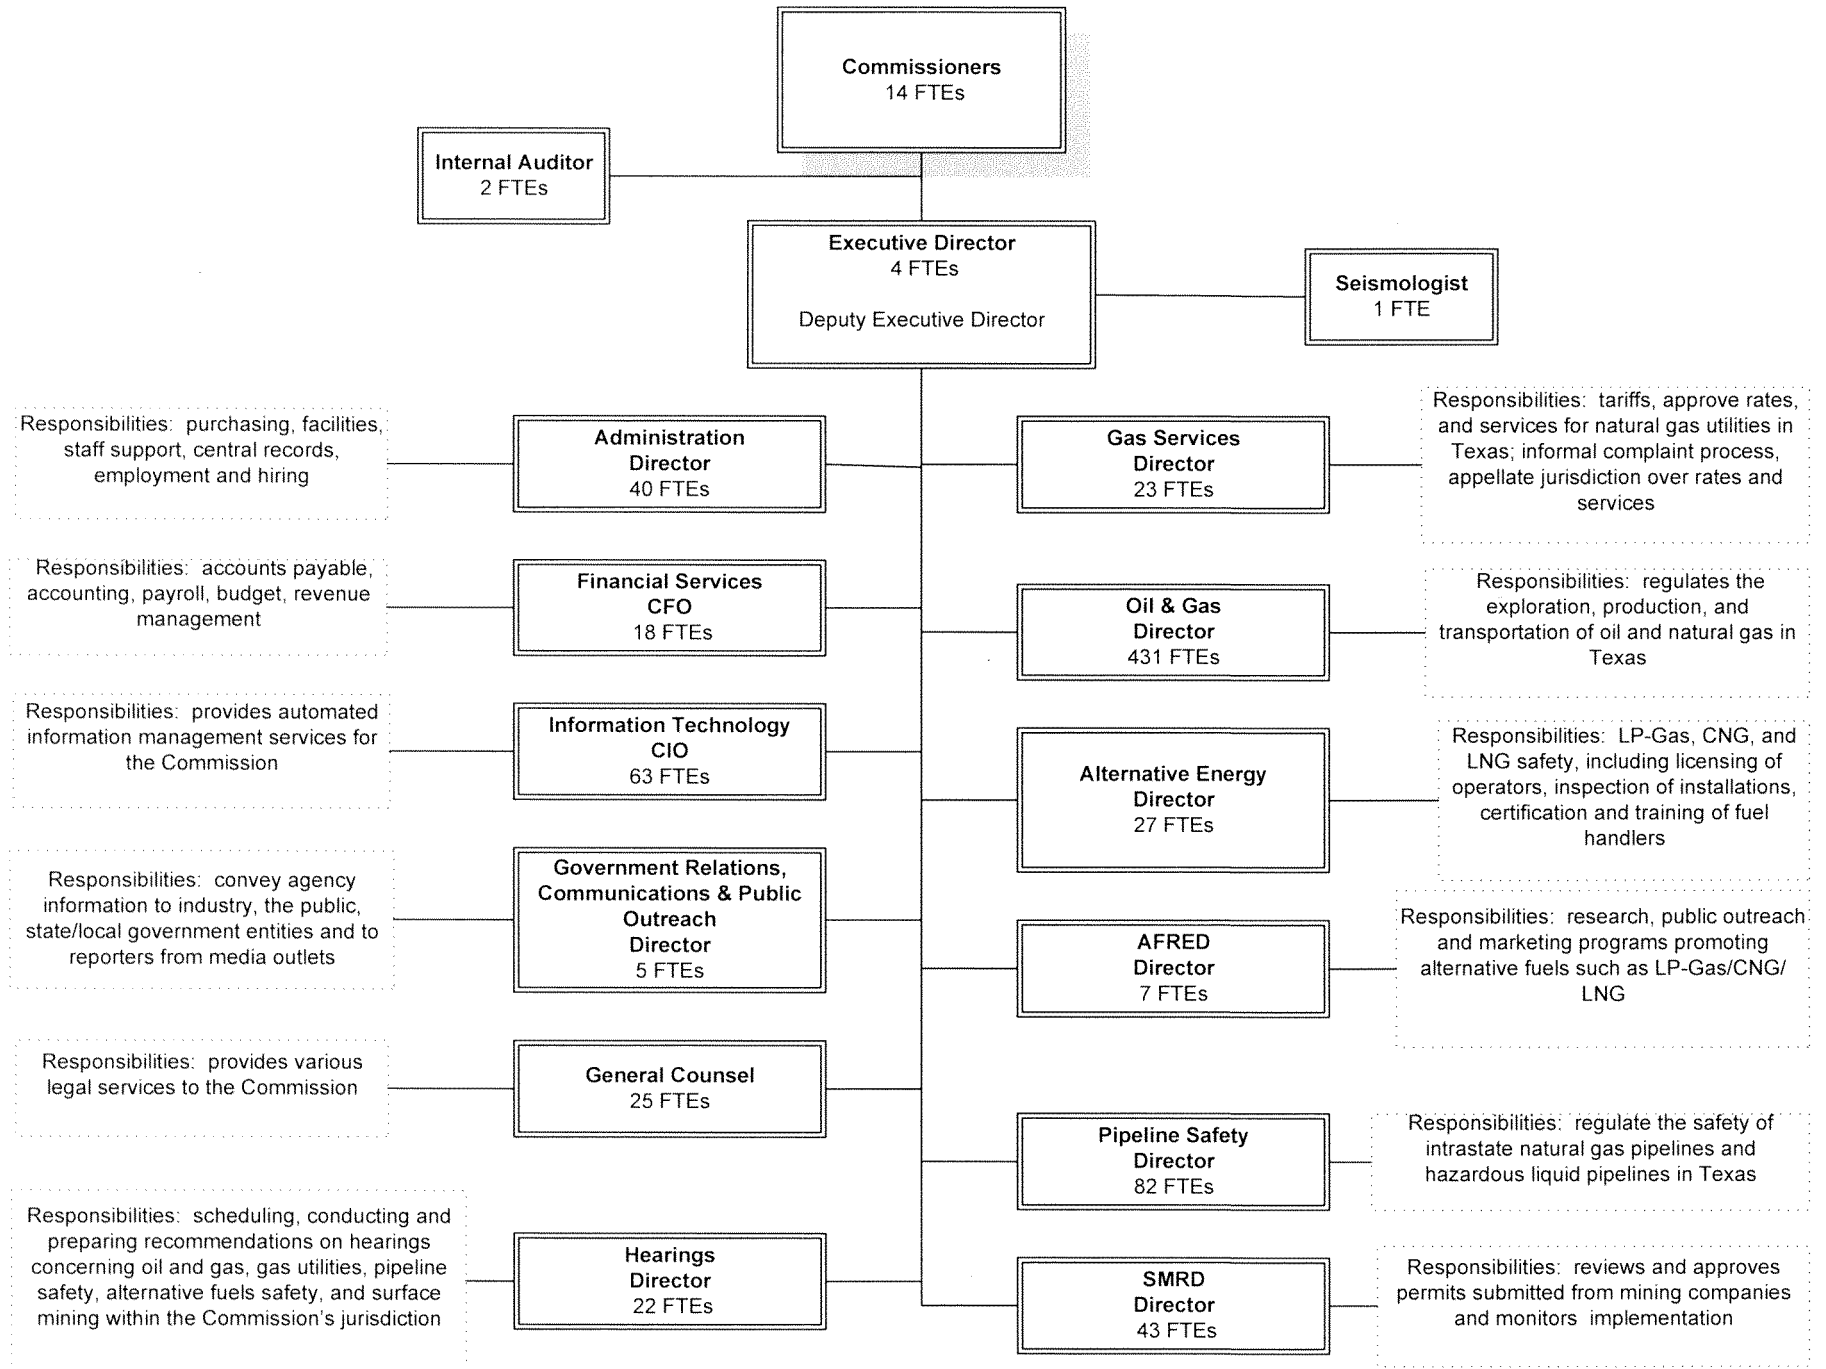 Commissioners
14 FTEs
Internal Auditor
2 FTEs
Executive Director
4 FTEs
Deputy Executive Director
Seismologist
1 FTE
Responsibilities: purchasing, facilities,
staff support, central records,
employment and hiring
Administration
Director
40 FTEs
Gas Services
Director
23 FTEs
Responsibilities: tariffs, approve rates,
and services for natural gas utilities in
Texas; informal complaint process,
appellate jurisdiction over rates and
services
Responsibilities: accounts payable,
accounting, payroll, budget, revenue
management
Financial Services
CFO
18 FTEs
Oil & Gas
Director
431 FTEs
Responsibilities: regulates the
exploration, production, and
transportation of oil and natural gas in
Texas
Responsibilities: provides automated
information management services for
the Commission
Information Technology
CIO
63 FTEs
Alternative Energy
Director
27 FTEs
Responsibilities: LP-Gas, CNG, and
LNG safety, including licensing of
operators, inspection of installations,
certification and training of fuel
handlers
Responsibilities: convey agency
information to industry, the public,
state/local government entities and to
reporters from media outlets
Government Relations,
Communications & Public
Outreach
Director
5 FTEs
AFRED
Director
7 FTEs
Responsibilities: research, public outreach
and marketing programs promoting
alternative fuels such as LP-Gas/CNG/
LNG
Responsibilities: provides various
legal services to the Commission
General Counsel
25 FTEs
Pipeline Safety
Director
82 FTEs
Responsibilities: regulate the safety of
intrastate natural gas pipelines and
hazardous liquid pipelines in Texas
Responsibilities: scheduling, conducting and
preparing recommendations on hearings
concerning oil and gas, gas utilities, pipeline
safety, alternative fuels safety, and surface
mining within the Commission's jurisdiction
Hearings
Director
22 FTEs
SMRD
Director
43 FTEs
Responsibilities: reviews and approves
permits submitted from mining companies
and monitors implementation